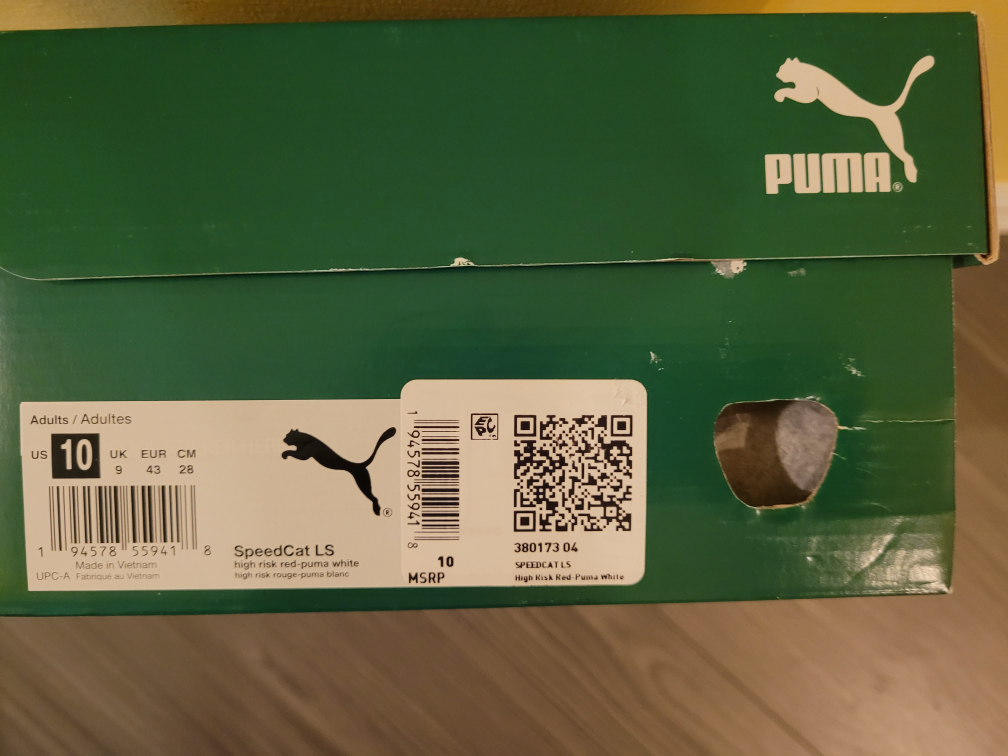 PUMA®
Adults / Adultes
US 10 UK EUR CM
9 43 28
1 94578 55941 8
Made in Vietnam
UPC-A Fabriqué au Vietnam
®
SpeedCat LS
high risk red-puma white
high risk rouge-puma blanc
1 94578 55941 8
10
MSRP
EPC
380173 04
SPEEDCAT LS
High Risk Red-Puma White